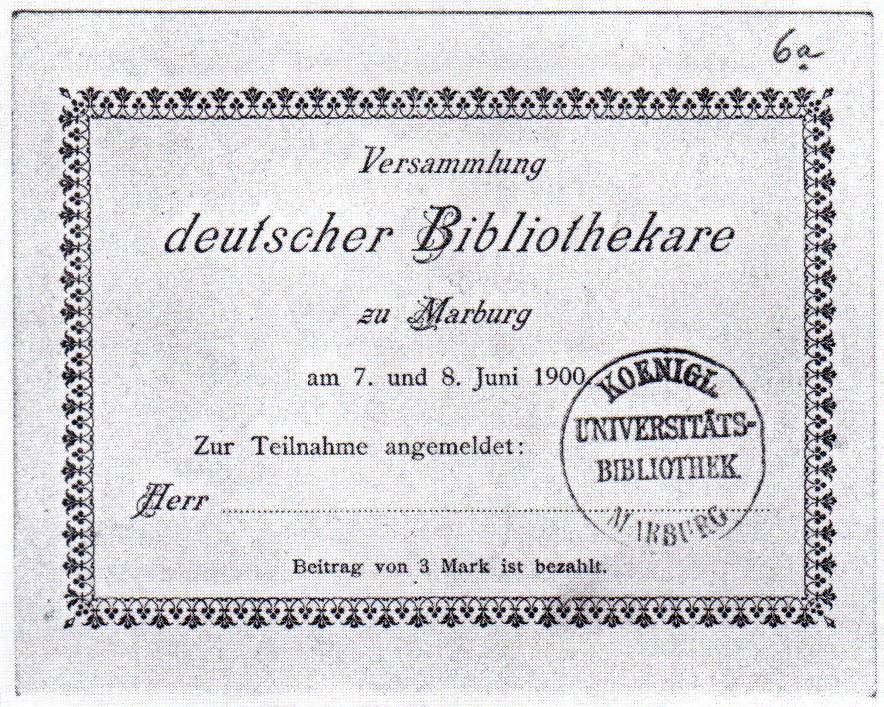 6a
Versammlung
deutscher Bibliothekare
zu Marburg
am 7. und 8. Juni 1900.
Zur Teilnahme angemeldet:
Herr
Beitrag von 3 Mark ist bezahlt.
KOENIGL.
UNIVERSITÄTS-
BIBLIOTHEK
MARBURG